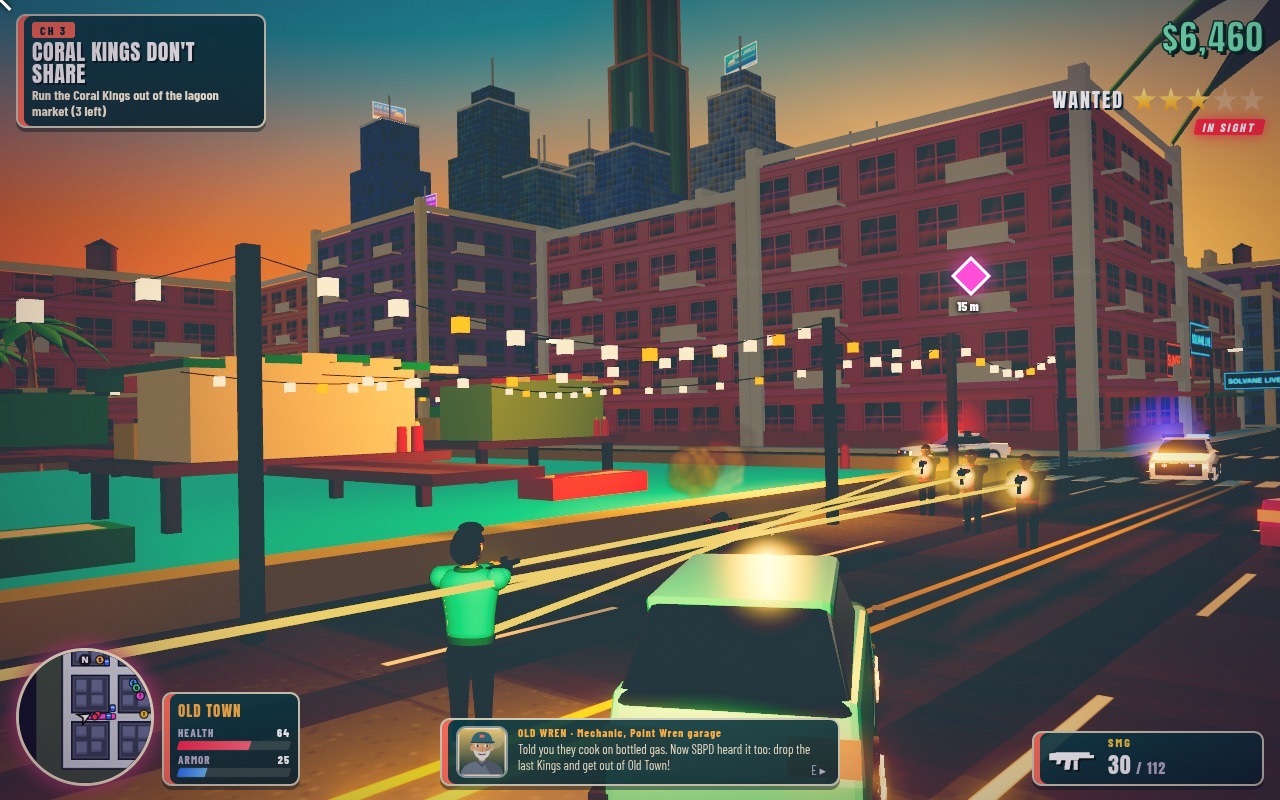 CH 3
CORAL KINGS DON'T
SHARE
Run the Coral Kings out of the lagoon
market (3 left)
$6,460
WANTED
IN SIGHT
15 m
SOLVANE LIVE
N
OLD TOWN
HEALTH 64
ARMOR 25
OLD WREN · Mechanic, Point Wren garage
Told you they cook on bottled gas. Now SBPD heard it too: drop the
last Kings and get out of Old Town!
E ▸
SMG
30 / 112